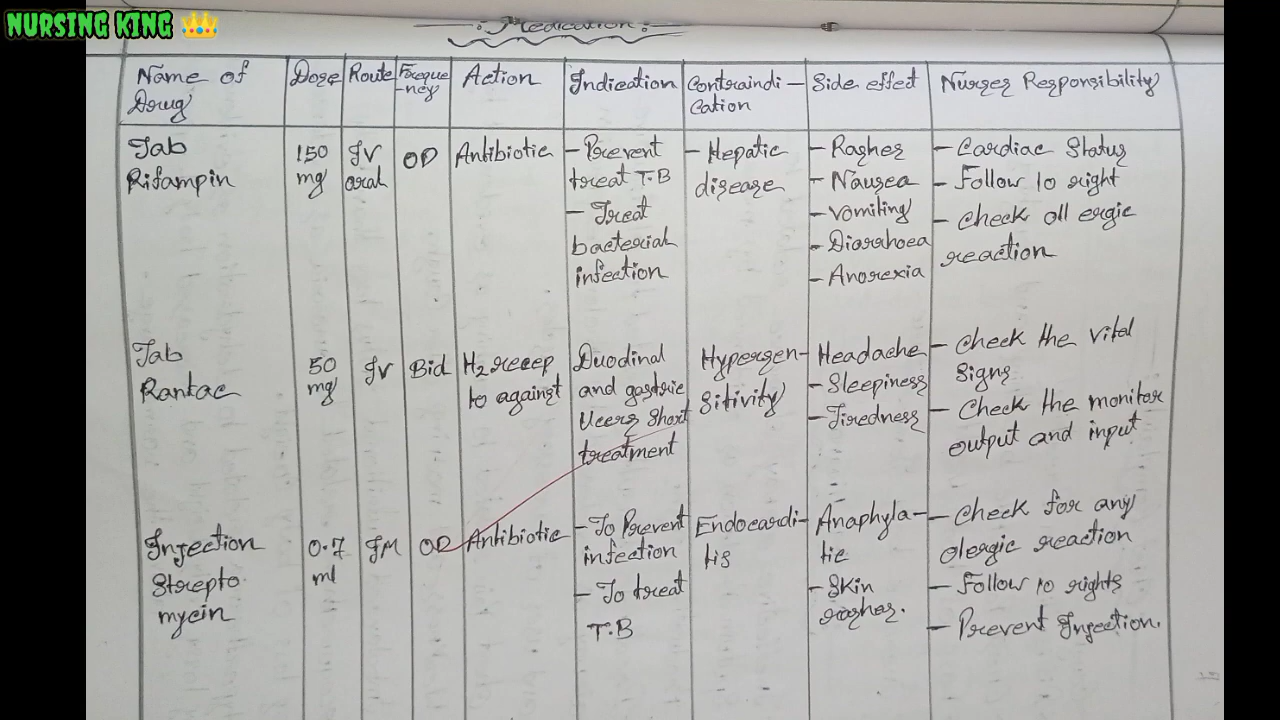 NURSING KING
: Medication :
Name of Drug | Dose | Route | Freque-ncy | Action | Indication | Contraindi-cation | Side effect | Nurses Responsibility
Tab Rifampin | 150 mg | IV oral | OD | Antibiotic | - Prevent treat T.B - Treat bacterial infection | - Hepatic disease | - Rashes - Nausea - Vomiting - Diarrhoea - Anorexia | - Cardiac Status - Follow 10 right - Check all ergic reaction
Tab Rantac | 50 mg | IV | Bid | H2 recep to against | Duodinal and gastric Ucers Short treatment | Hypersen-sitivity | Headache - Sleepiness - Tiredness | - Check the vital signs - Check the monitor output and input
Injection Strepto mycin | 0.7 ml | IM | OD | Antibiotic | - To Prevent infection - To treat T.B | Endocardi-tis | Anaphyla-tic - Skin rashes. | - Check for any alergic reaction - Follow 10 rights - Prevent Injection.